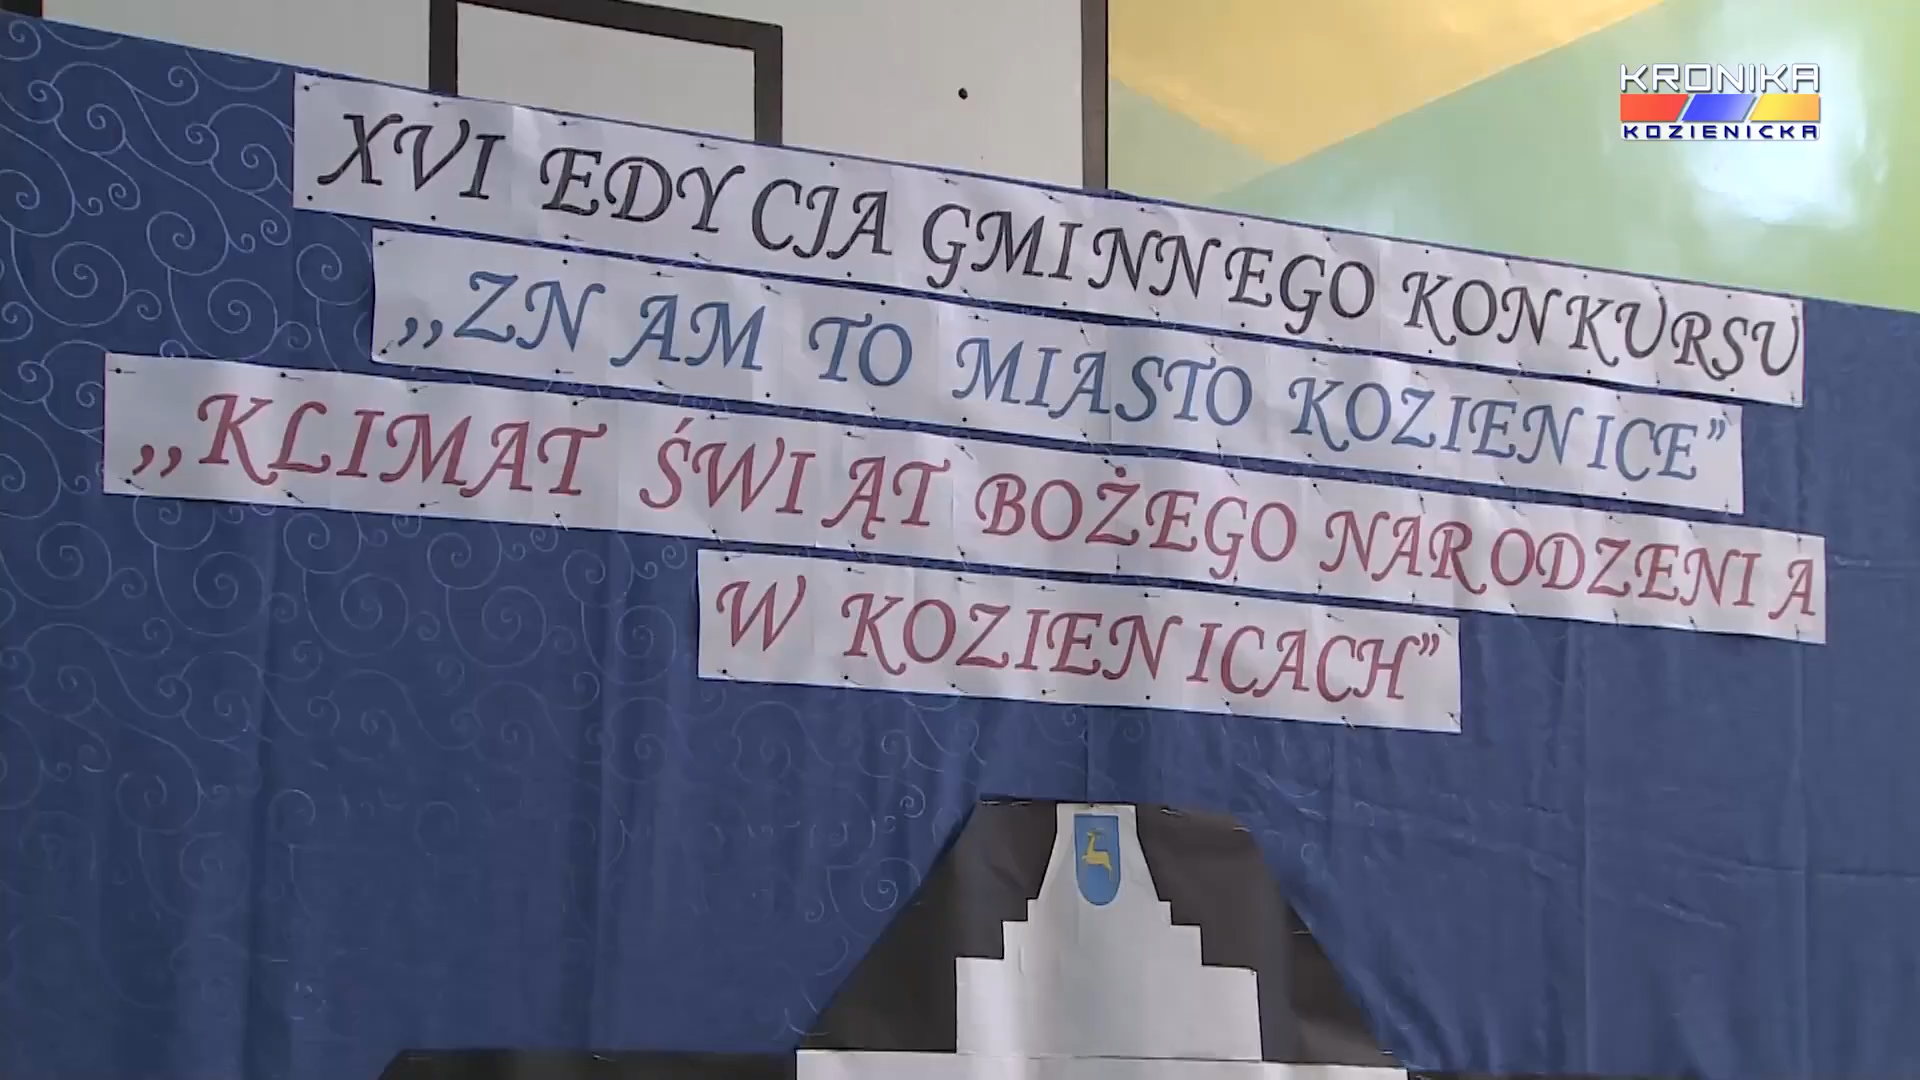 KRONIKA
KOZIENICKA
XVI EDYCJA GMINNEGO KONKURSU
,,ZNAM TO MIASTO KOZIENICE”
,,KLIMAT ŚWIĄT BOŻEGO NARODZENIA
W KOZIENICACH”